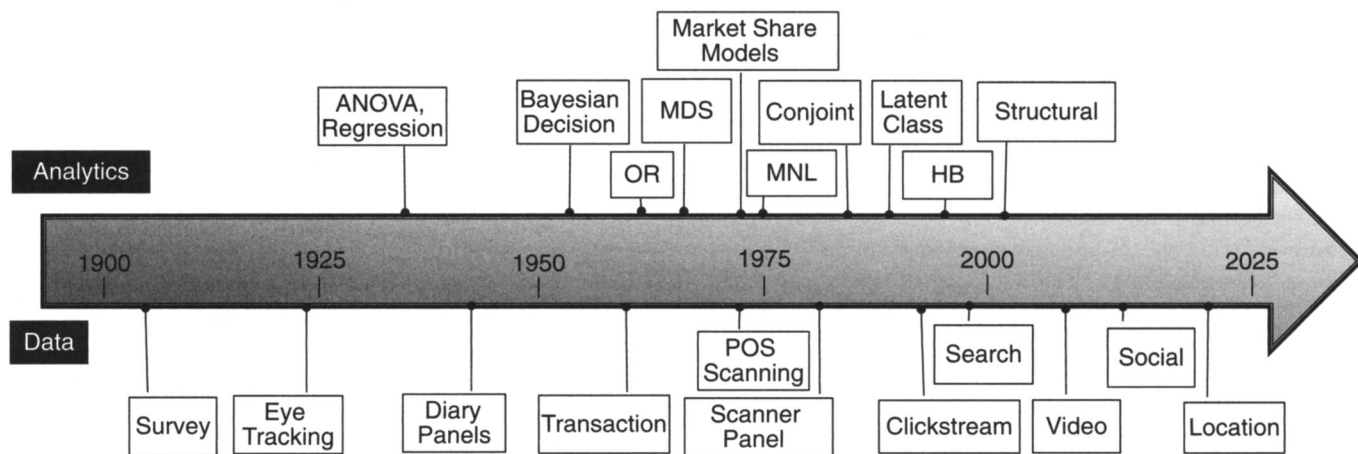 Market Share
Models
ANOVA,
Regression
Bayesian
Decision
MDS
Conjoint
Latent
Class
Structural
OR
MNL
HB
Analytics
1900
1925
1950
1975
2000
2025
Data
POS
Scanning
Search
Social
Survey
Eye
Tracking
Diary
Panels
Transaction
Scanner
Panel
Clickstream
Video
Location